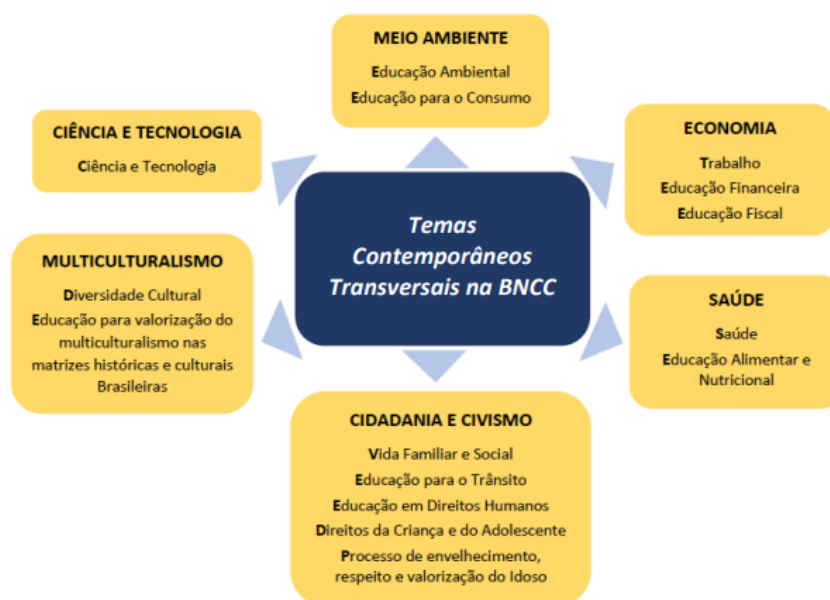 MEIO AMBIENTE
Educação Ambiental
Educação para o Consumo
CIÊNCIA E TECNOLOGIA
Ciência e Tecnologia
ECONOMIA
Trabalho
Educação Financeira
Educação Fiscal
Temas
Contemporâneos
Transversais na BNCC
MULTICULTURALISMO
Diversidade Cultural
Educação para valorização do
multiculturalismo nas
matrizes históricas e culturais
Brasileiras
SAÚDE
Saúde
Educação Alimentar e
Nutricional
CIDADANIA E CIVISMO
Vida Familiar e Social
Educação para o Trânsito
Educação em Direitos Humanos
Direitos da Criança e do Adolescente
Processo de envelhecimento,
respeito e valorização do Idoso